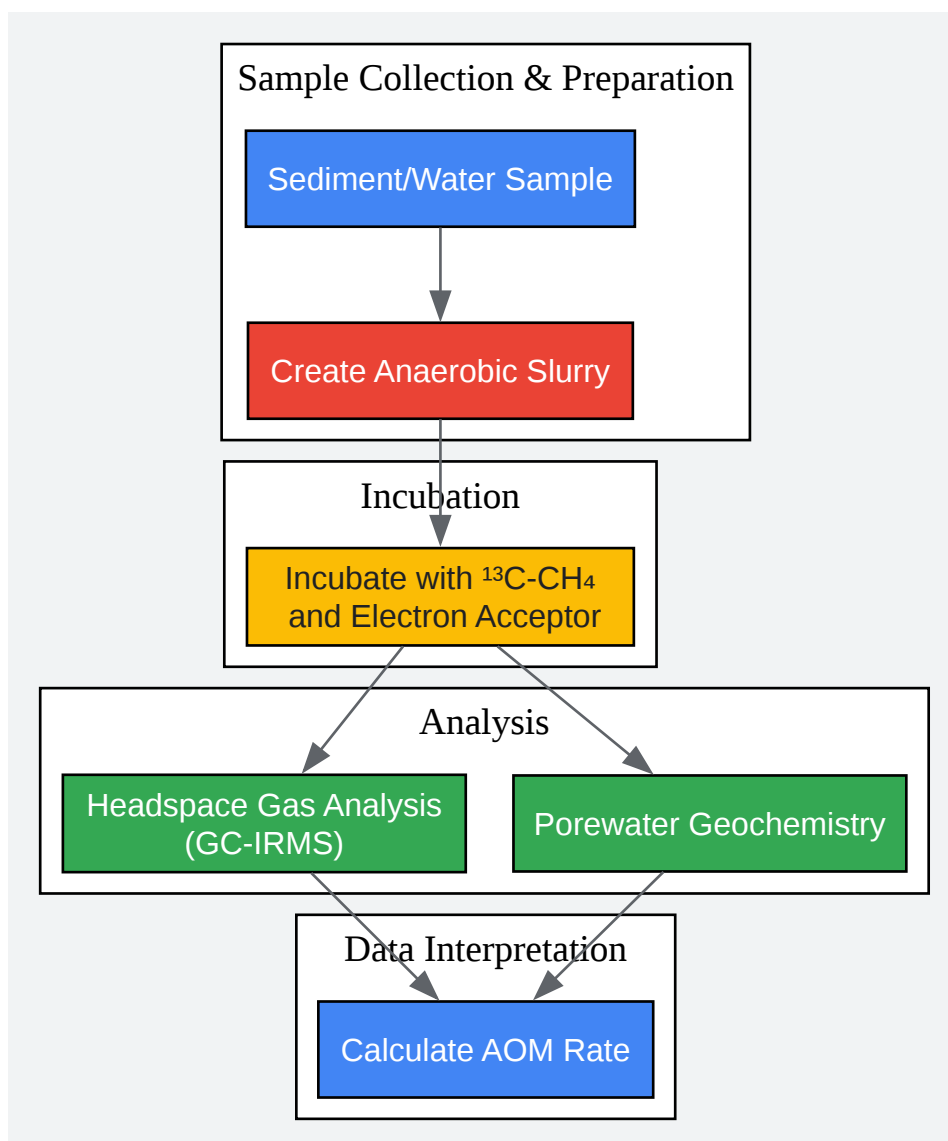 Sample Collection & Preparation
Sediment/Water Sample
Create Anaerobic Slurry
Incubation
Incubate with ¹³C-CH₄
and Electron Acceptor
Analysis
Headspace Gas Analysis
(GC-IRMS)
Porewater Geochemistry
Data Interpretation
Calculate AOM Rate